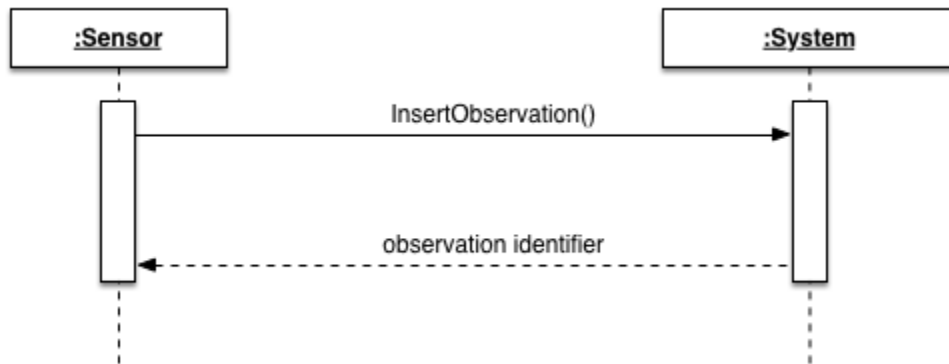 :Sensor
:System
InsertObservation()
observation identifier